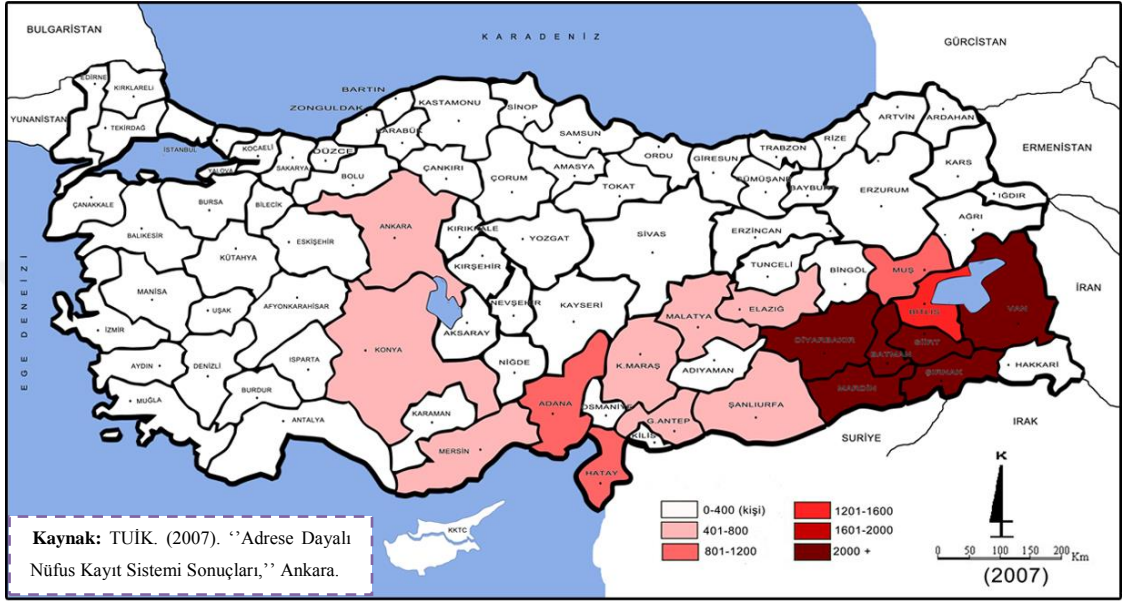 BULGARİSTAN
K A R A D E N İ Z
GÜRCİSTAN
EDİRNE
KIRKLARELİ
YUNANİSTAN
TEKİRDAĞ
İSTANBUL
KOCAELİ
YALOVA
SAKARYA
DÜZCE
BOLU
ZONGULDAK
BARTIN
KARABÜK
KASTAMONU
SİNOP
ÇANKIRI
ÇORUM
SAMSUN
AMASYA
TOKAT
ORDU
GİRESUN
TRABZON
GÜMÜŞANE
BAYBURT
RİZE
ARTVİN
ARDAHAN
KARS
IĞDIR
ERMENİSTAN
AĞRI
ERZURUM
ERZİNCAN
TUNCELİ
BİNGÖL
MUŞ
BİTLİS
VAN
İRAN
HAKKARİ
ŞIRNAK
SİİRT
BATMAN
DİYARBAKIR
MARDİN
ELAZIĞ
MALATYA
ADIYAMAN
ŞANLIURFA
K.MARAŞ
G.ANTEP
KİLİS
OSMANİYE
HATAY
ADANA
SİVAS
YOZGAT
KAYSERİ
KIRIKKALE
KIRŞEHİR
NEVŞEHİR
AKSARAY
NİĞDE
ANKARA
KONYA
KARAMAN
MERSİN
ÇANAKKALE
BALIKESİR
BURSA
BİLECİK
ESKİŞEHİR
KÜTAHYA
MANİSA
UŞAK
AFYONKARAHİSAR
İZMİR
AYDIN
DENİZLİ
ISPARTA
BURDUR
MUĞLA
ANTALYA
E G E D E N İ Z İ
SURİYE
IRAK
KKTC
K
0-400 (kişi)
401-800
801-1200
1201-1600
1601-2000
2000 +
0 50 100 150 200 Km
(2007)
Kaynak: TUİK. (2007). ‘’Adrese Dayalı
Nüfus Kayıt Sistemi Sonuçları,’’ Ankara.